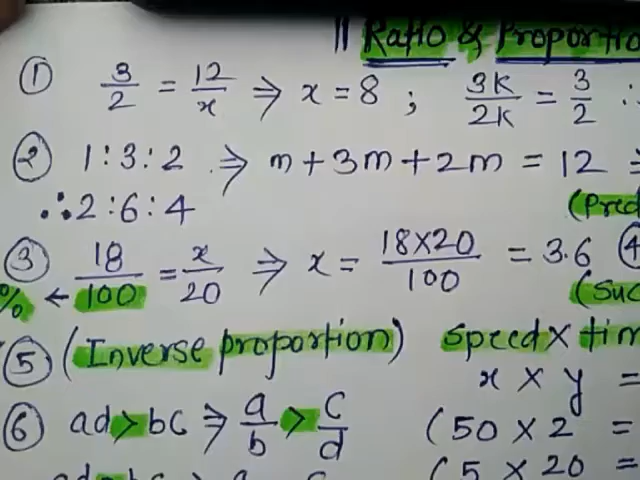 || Ratio & Proportio
① 3/2 = 12/x ⇒ x = 8 ; 3K/2K = 3/2 :
② 1:3:2 ⇒ m+3m+2m = 12 ⇒
∴ 2:6:4 (Pred
③ 18/100 = x/20 ⇒ x = 18×20/100 = 3.6 ④
% ← (Suc
⑤ (Inverse proportion) speed × tim
x × y =
⑥ ad > bc ⇒ a/b > c/d (50 × 2 =
(5 × 20 =